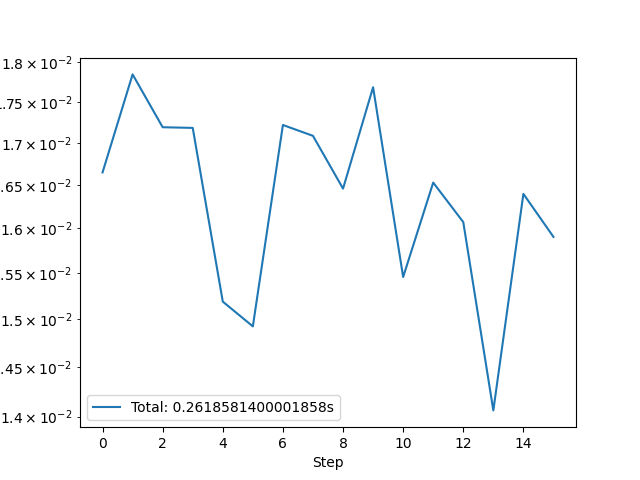 1.8 × 10⁻²
.75 × 10⁻²
1.7 × 10⁻²
.65 × 10⁻²
1.6 × 10⁻²
.55 × 10⁻²
1.5 × 10⁻²
.45 × 10⁻²
1.4 × 10⁻²
Total: 0.2618581400001858s
0 2 4 6 8 10 12 14
Step